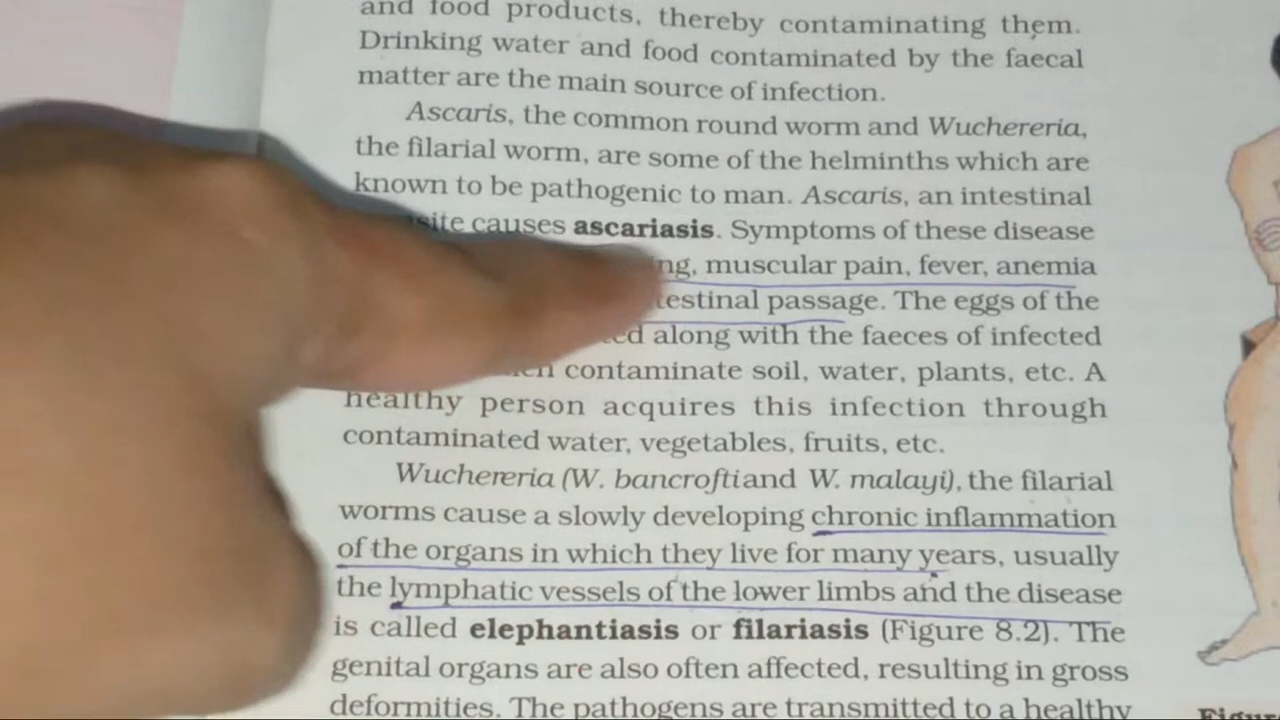 and food products, thereby contaminating them.
Drinking water and food contaminated by the faecal
matter are the main source of infection.
Ascaris, the common round worm and Wuchereria,
the filarial worm, are some of the helminths which are
known to be pathogenic to man. Ascaris, an intestinal
causes ascariasis. Symptoms of these disease
muscular pain, fever, anemia
passage. The eggs of the
along with the faeces of infected
contaminate soil, water, plants, etc. A
healthy person acquires this infection through
contaminated water, vegetables, fruits, etc.
Wuchereria (W. bancrofti and W. malayi), the filarial
worms cause a slowly developing chronic inflammation
of the organs in which they live for many years, usually
the lymphatic vessels of the lower limbs and the disease
is called elephantiasis or filariasis (Figure 8.2). The
genital organs are also often affected, resulting in gross
deformities. The pathogens are transmitted to a healthy